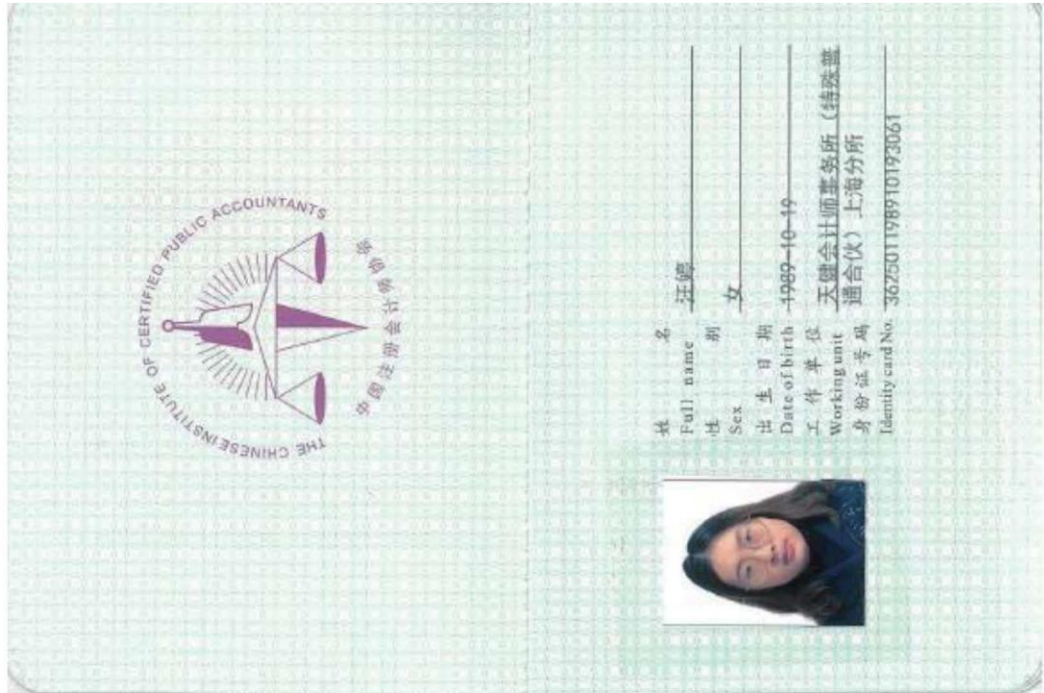 THE CHINESE INSTITUTE OF CERTIFIED PUBLIC ACCOUNTANTS
中国注册会计师协会
姓 名
Full name 汪婷
性 别
Sex 女
出 生 日 期
Date of birth 1989-10-19
工 作 单 位
Working unit 天健会计师事务所（特殊普
通合伙）上海分所
身 份 证 号 码
Identity card No. 362501198910193061